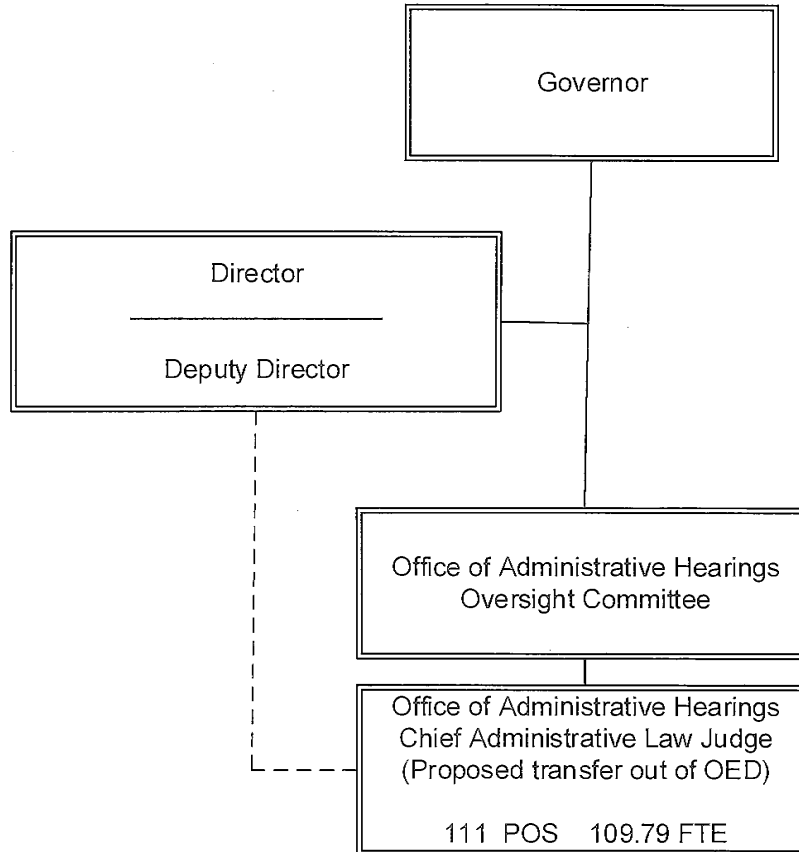 Governor
Director
Deputy Director
Office of Administrative Hearings
Oversight Committee
Office of Administrative Hearings
Chief Administrative Law Judge
(Proposed transfer out of OED)
111 POS 109.79 FTE